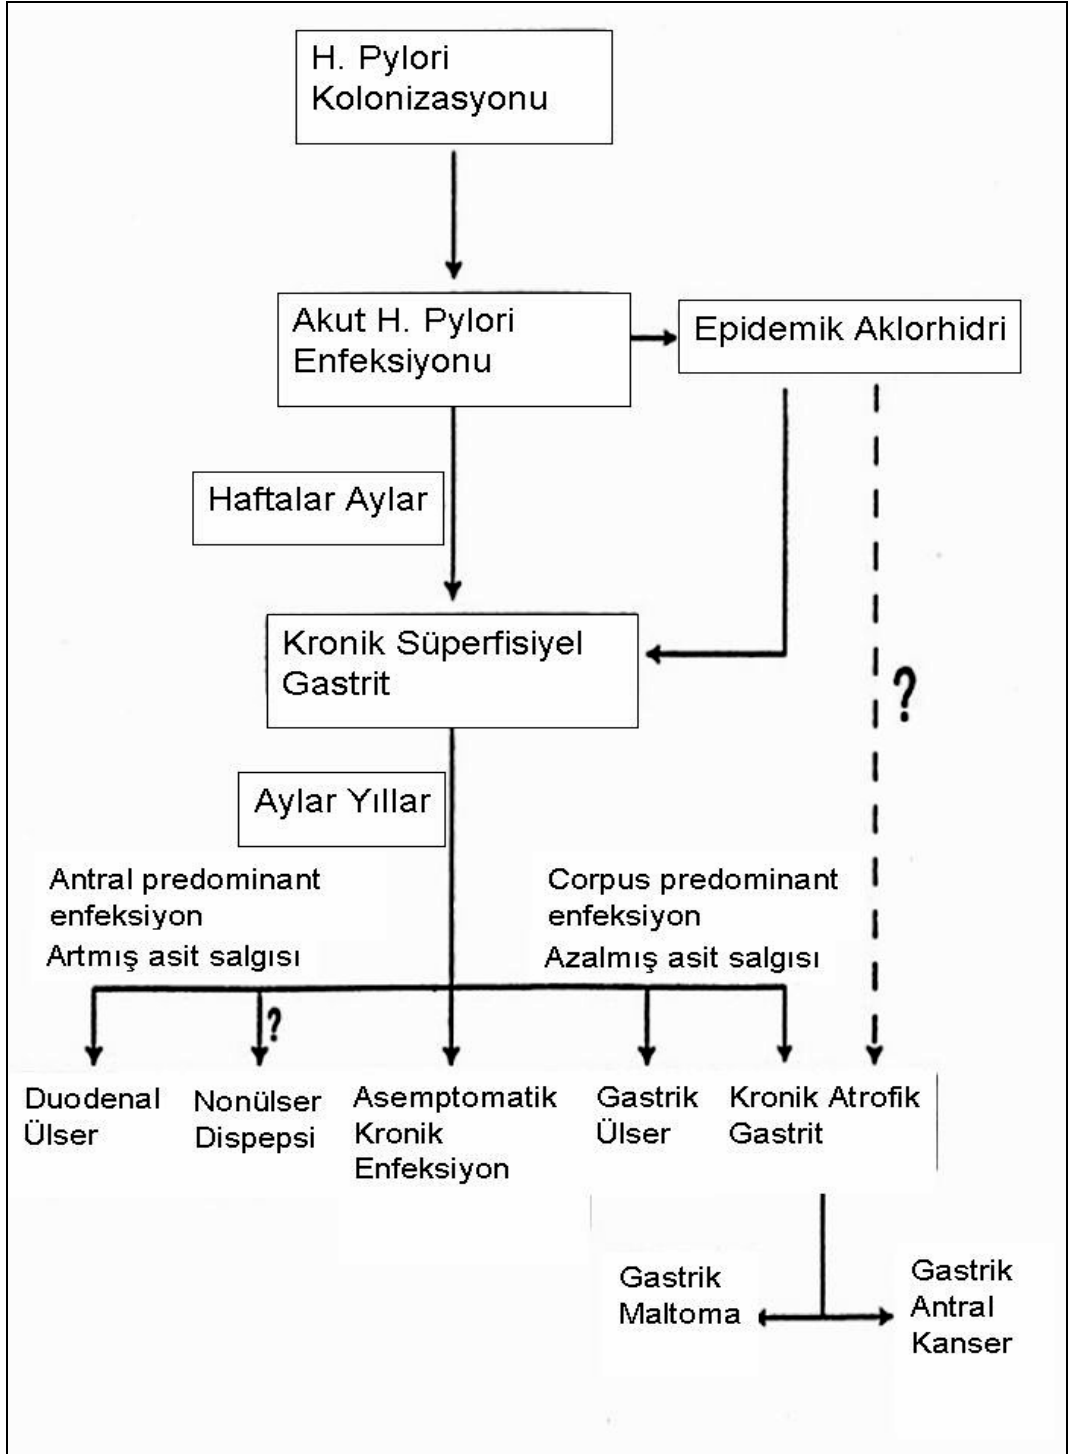 H. Pylori
Kolonizasyonu
Akut H. Pylori
Enfeksiyonu
Epidemik Aklorhidri
Haftalar Aylar
Kronik Süperfisiyel
Gastrit
?
Aylar Yıllar
Antral predominant
enfeksiyon
Artmış asit salgısı
Corpus predominant
enfeksiyon
Azalmış asit salgısı
?
Duodenal
Ülser
Nonülser
Dispepsi
Asemptomatik
Kronik
Enfeksiyon
Gastrik
Ülser
Kronik Atrofik
Gastrit
Gastrik
Maltoma
Gastrik
Antral
Kanser